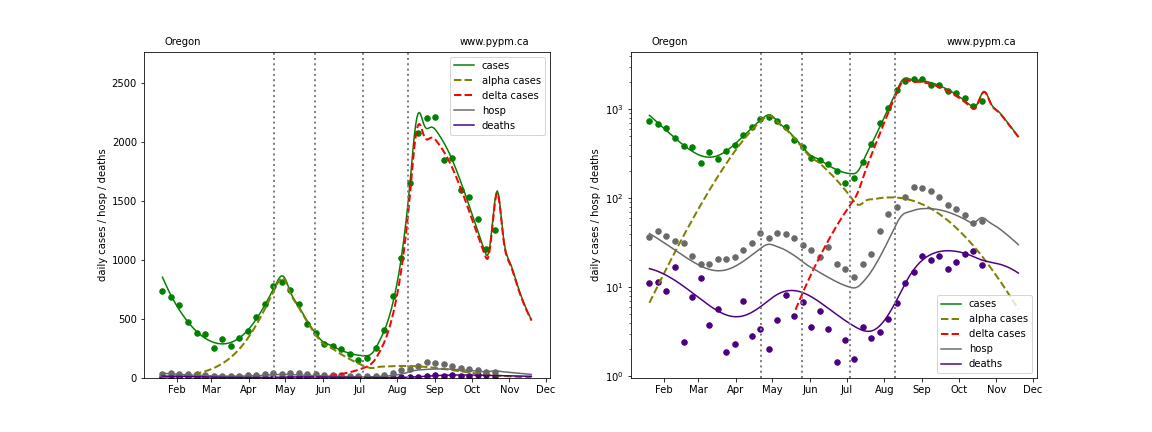 Oregon
www.pypm.ca
2500
2000
1500
1000
500
0
daily cases / hosp / deaths
cases
alpha cases
delta cases
hosp
deaths
Feb Mar Apr May Jun Jul Aug Sep Oct Nov Dec
Oregon
www.pypm.ca
10³
10²
10¹
10⁰
daily cases / hosp / deaths
cases
alpha cases
delta cases
hosp
deaths
Feb Mar Apr May Jun Jul Aug Sep Oct Nov Dec